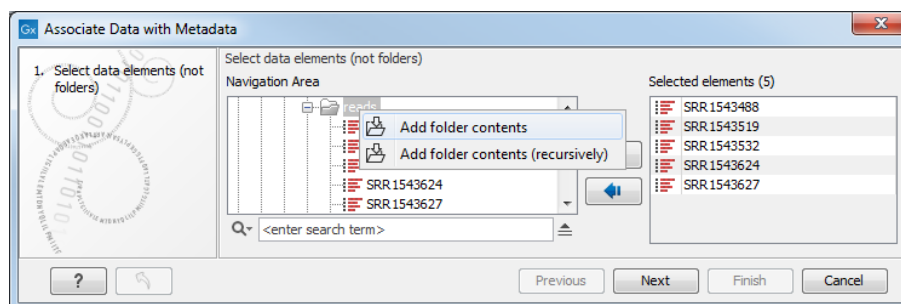 Gx Associate Data with Metadata
1. Select data elements (not
folders)
Select data elements (not folders)
Navigation Area
reads
Add folder contents
Add folder contents (recursively)
SRR1543624
SRR1543627
<enter search term>
Selected elements (5)
SRR1543488
SRR1543519
SRR1543532
SRR1543624
SRR1543627
?
Previous
Next
Finish
Cancel